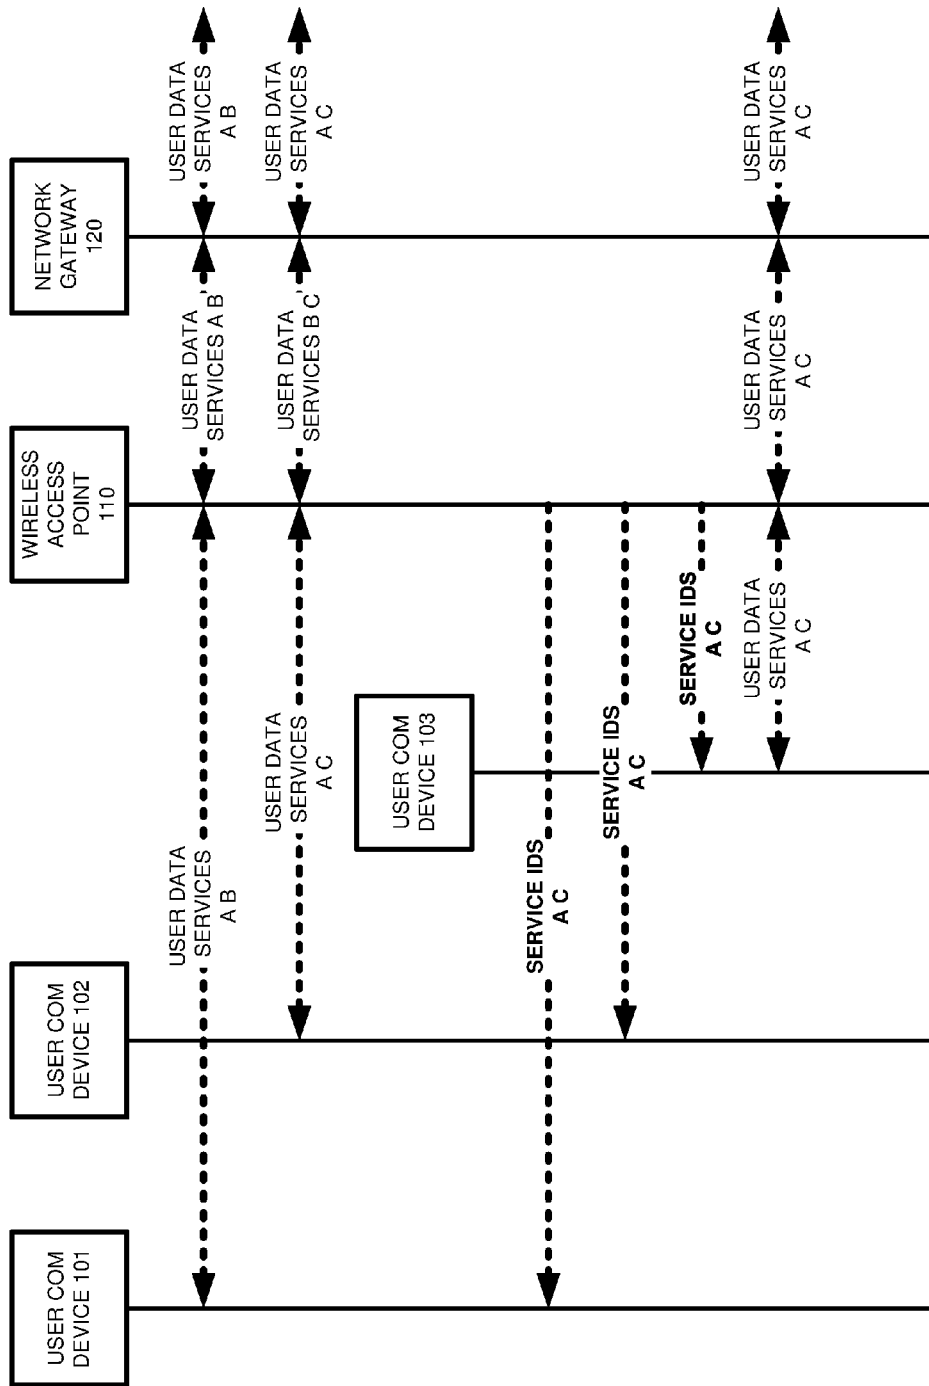 USER COM
DEVICE 101
USER COM
DEVICE 102
USER COM
DEVICE 103
WIRELESS
ACCESS
POINT
110
NETWORK
GATEWAY
120
USER DATA
SERVICES
A B
USER DATA
SERVICES A B
USER DATA
SERVICES
A B
USER DATA
SERVICES
A C
USER DATA
SERVICES B C
USER DATA
SERVICES
A C
SERVICE IDS
A C
SERVICE IDS
A C
SERVICE IDS
A C
USER DATA
SERVICES
A C
USER DATA
SERVICES
A C
USER DATA
SERVICES
A C